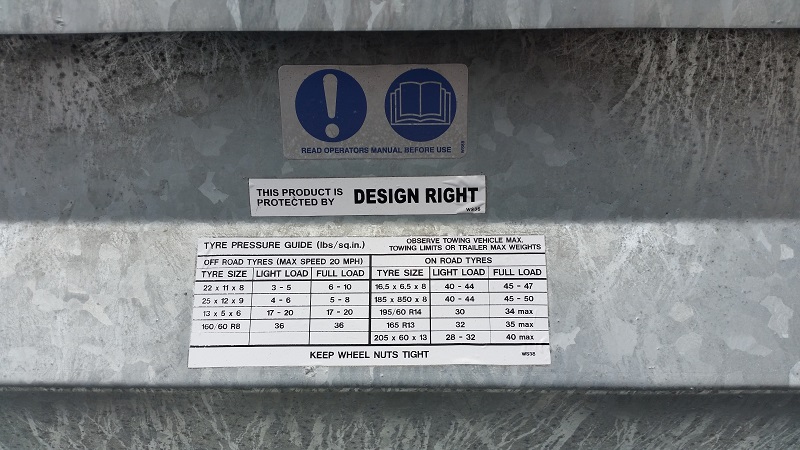 READ OPERATORS MANUAL BEFORE USE
THIS PRODUCT IS PROTECTED BY DESIGN RIGHT
WS26
TYRE PRESSURE GUIDE (lbs/sq.in.) OBSERVE TOWING VEHICLE MAX. TOWING LIMITS OR TRAILER MAX WEIGHTS
OFF ROAD TYRES (MAX SPEED 20 MPH) ON ROAD TYRES
TYRE SIZE LIGHT LOAD FULL LOAD TYRE SIZE LIGHT LOAD FULL LOAD
22 x 11 x 8 3 - 5 6 - 10 16.5 x 6.5 x 8 40 - 44 45 - 47
25 x 12 x 9 4 - 6 5 - 8 185 x 850 x 8 40 - 44 45 - 50
13 x 5 x 6 17 - 20 17 - 20 195/60 R14 30 34 max
160/60 R8 36 36 165 R13 32 35 max
205 x 60 x 13 28 - 32 40 max
KEEP WHEEL NUTS TIGHT WS38